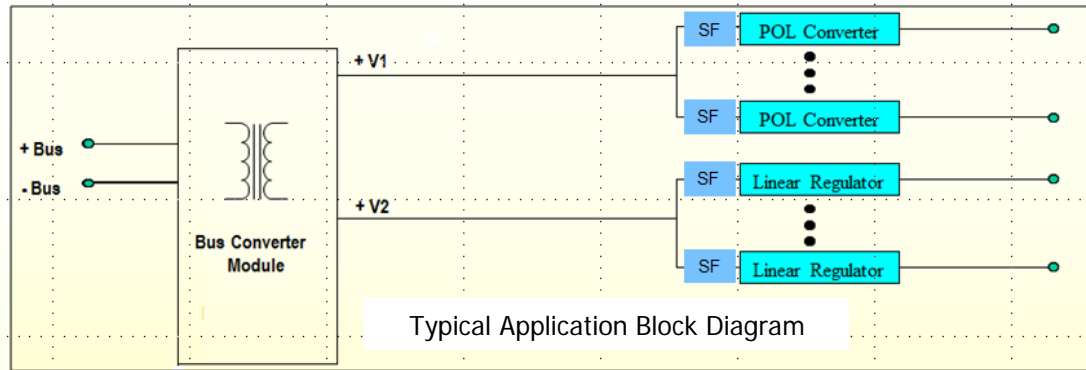 SF POL Converter
+ V1
SF POL Converter
+ Bus
- Bus
SF Linear Regulator
+ V2
Bus Converter
Module
SF Linear Regulator
Typical Application Block Diagram